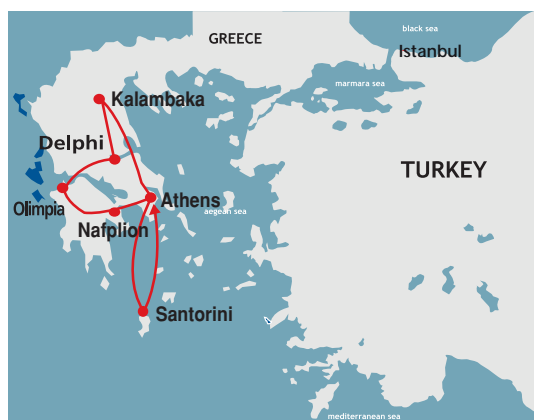 black sea
GREECE
Istanbul
marmara sea
Kalambaka
Delphi
TURKEY
Athens
Olimpia
aegean sea
Nafplion
Santorini
mediterranean sea